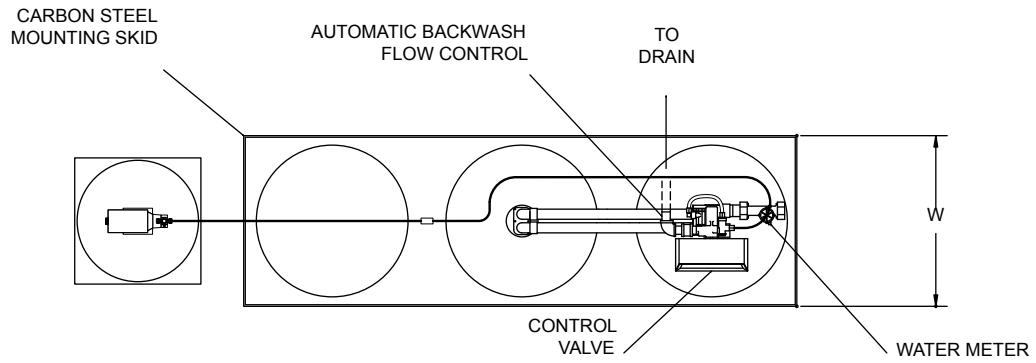 CARBON STEEL
MOUNTING SKID
AUTOMATIC BACKWASH
FLOW CONTROL
TO
DRAIN
W
CONTROL
VALVE
WATER METER